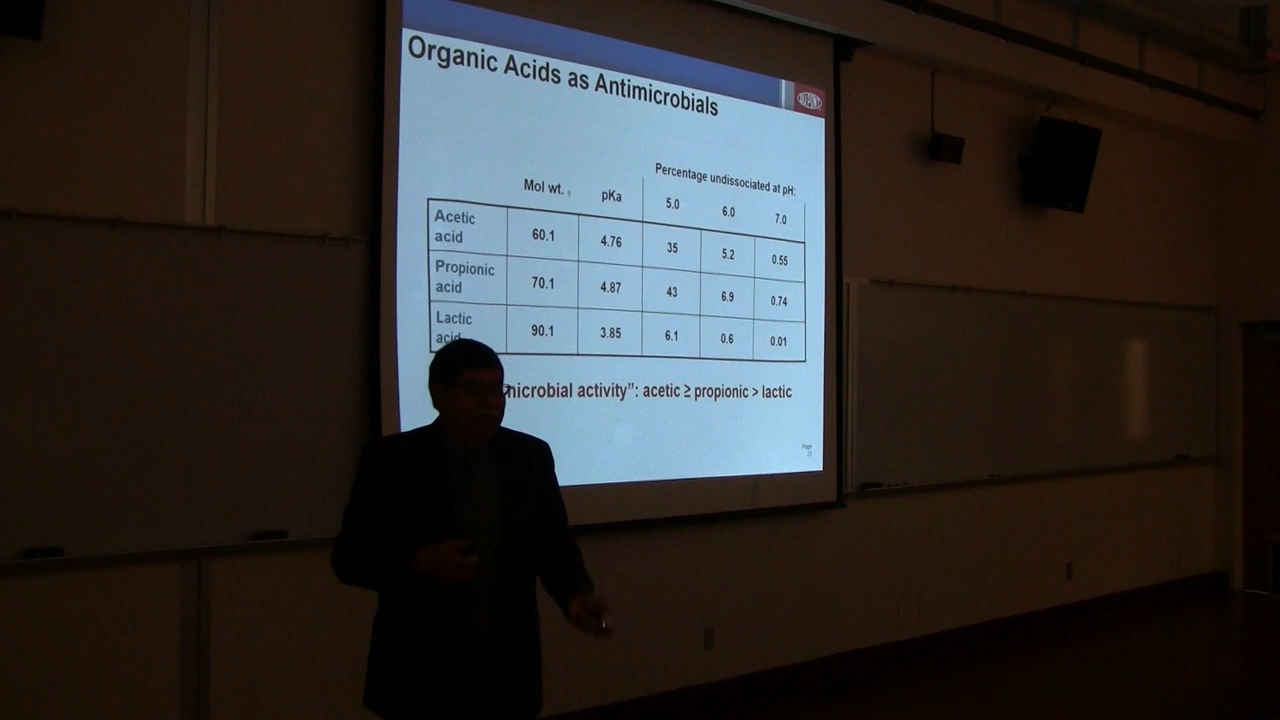 Organic Acids as Antimicrobials
DUPONT
Percentage undissociated at pH:
Mol wt. pKa 5.0 6.0 7.0
Acetic
acid 60.1 4.76 35 5.2 0.55
Propionic
acid 70.1 4.87 43 6.9 0.74
Lactic
acid 90.1 3.85 6.1 0.6 0.01
microbial activity”: acetic ≥ propionic > lactic
Page